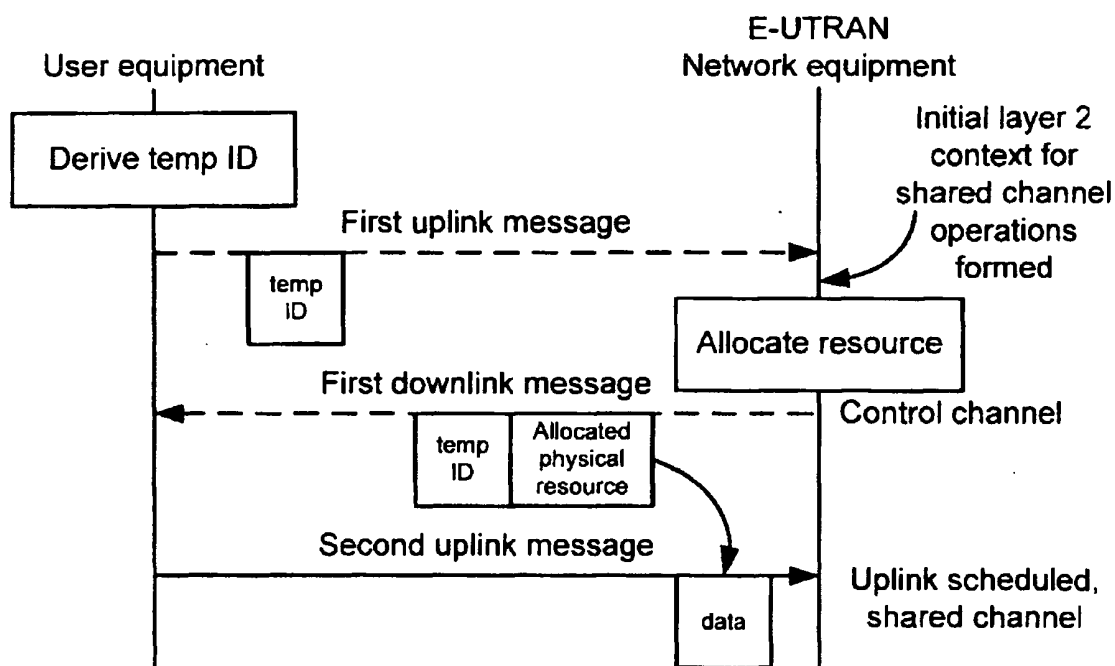 E-UTRAN
User equipment
Network equipment
Derive temp ID
Initial layer 2
context for
shared channel
operations
formed
First uplink message
temp
ID
Allocate resource
First downlink message
Control channel
temp
ID
Allocated
physical
resource
Second uplink message
Uplink scheduled,
shared channel
data